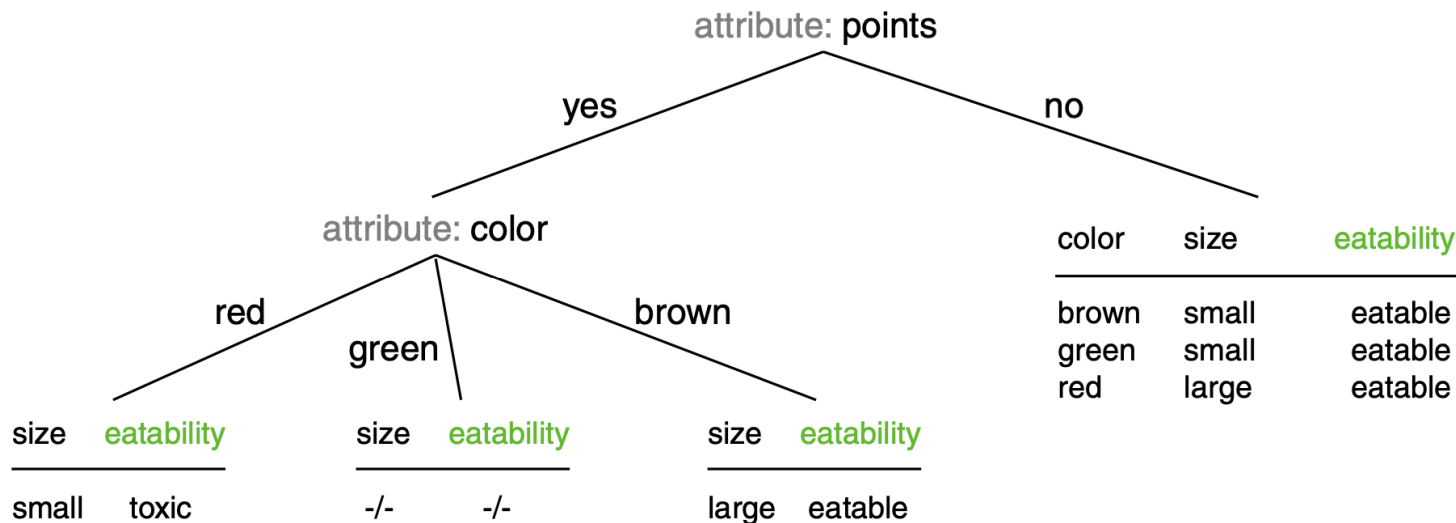 attribute: points
yes
no
attribute: color
red
green
brown
color size eatability
brown small eatable
green small eatable
red large eatable
size eatability
small toxic
size eatability
-/- -/-
size eatability
large eatable